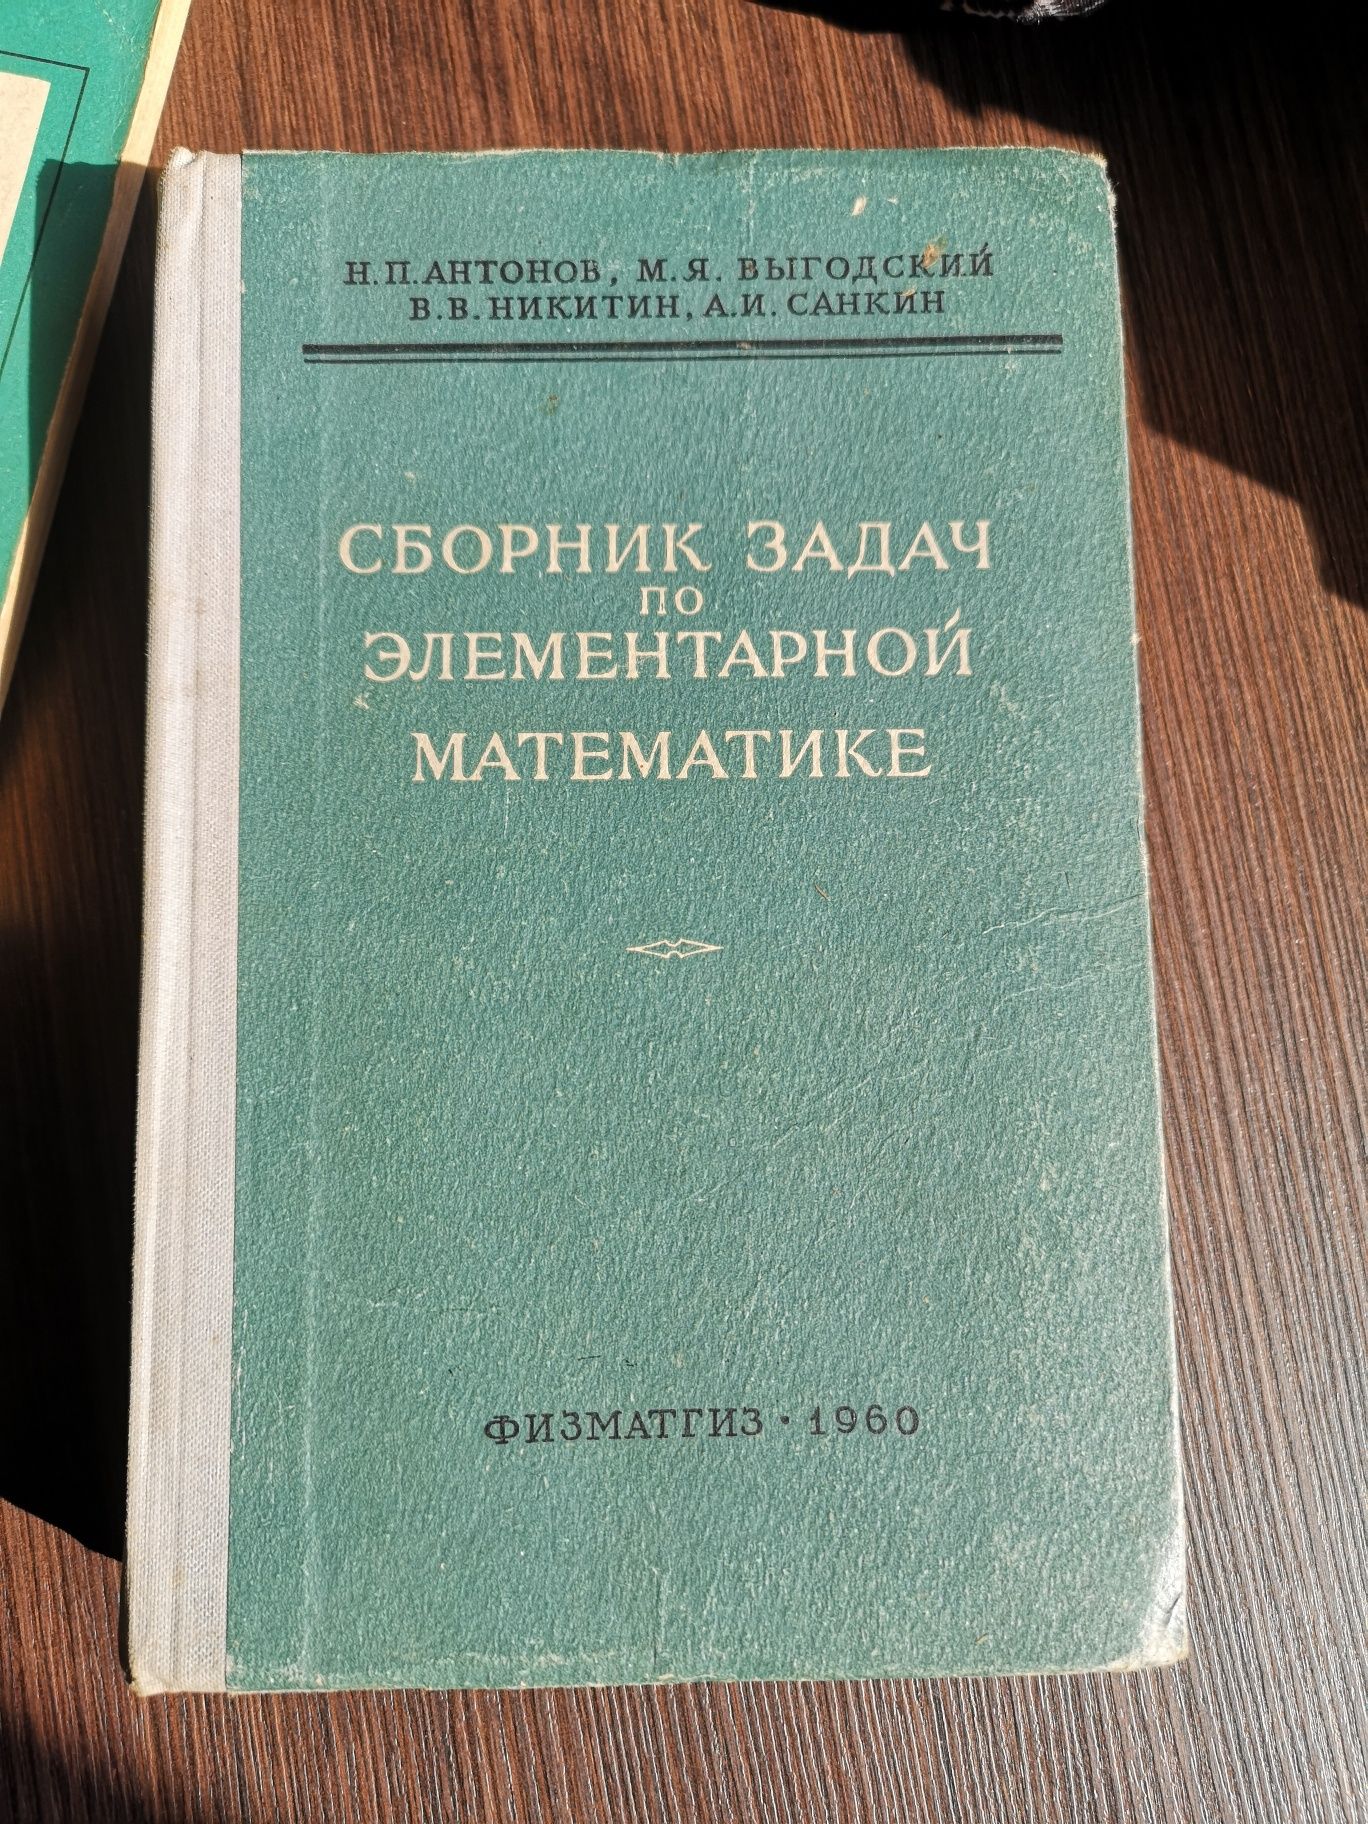 Н.П.АНТОНОВ, М.Я. ВЫГОДСКИЙ
В.В.НИКИТИН, А.И.САНКИН
СБОРНИК ЗАДАЧ
ПО
ЭЛЕМЕНТАРНОЙ
МАТЕМАТИКЕ
ФИЗМАТГИЗ · 1960